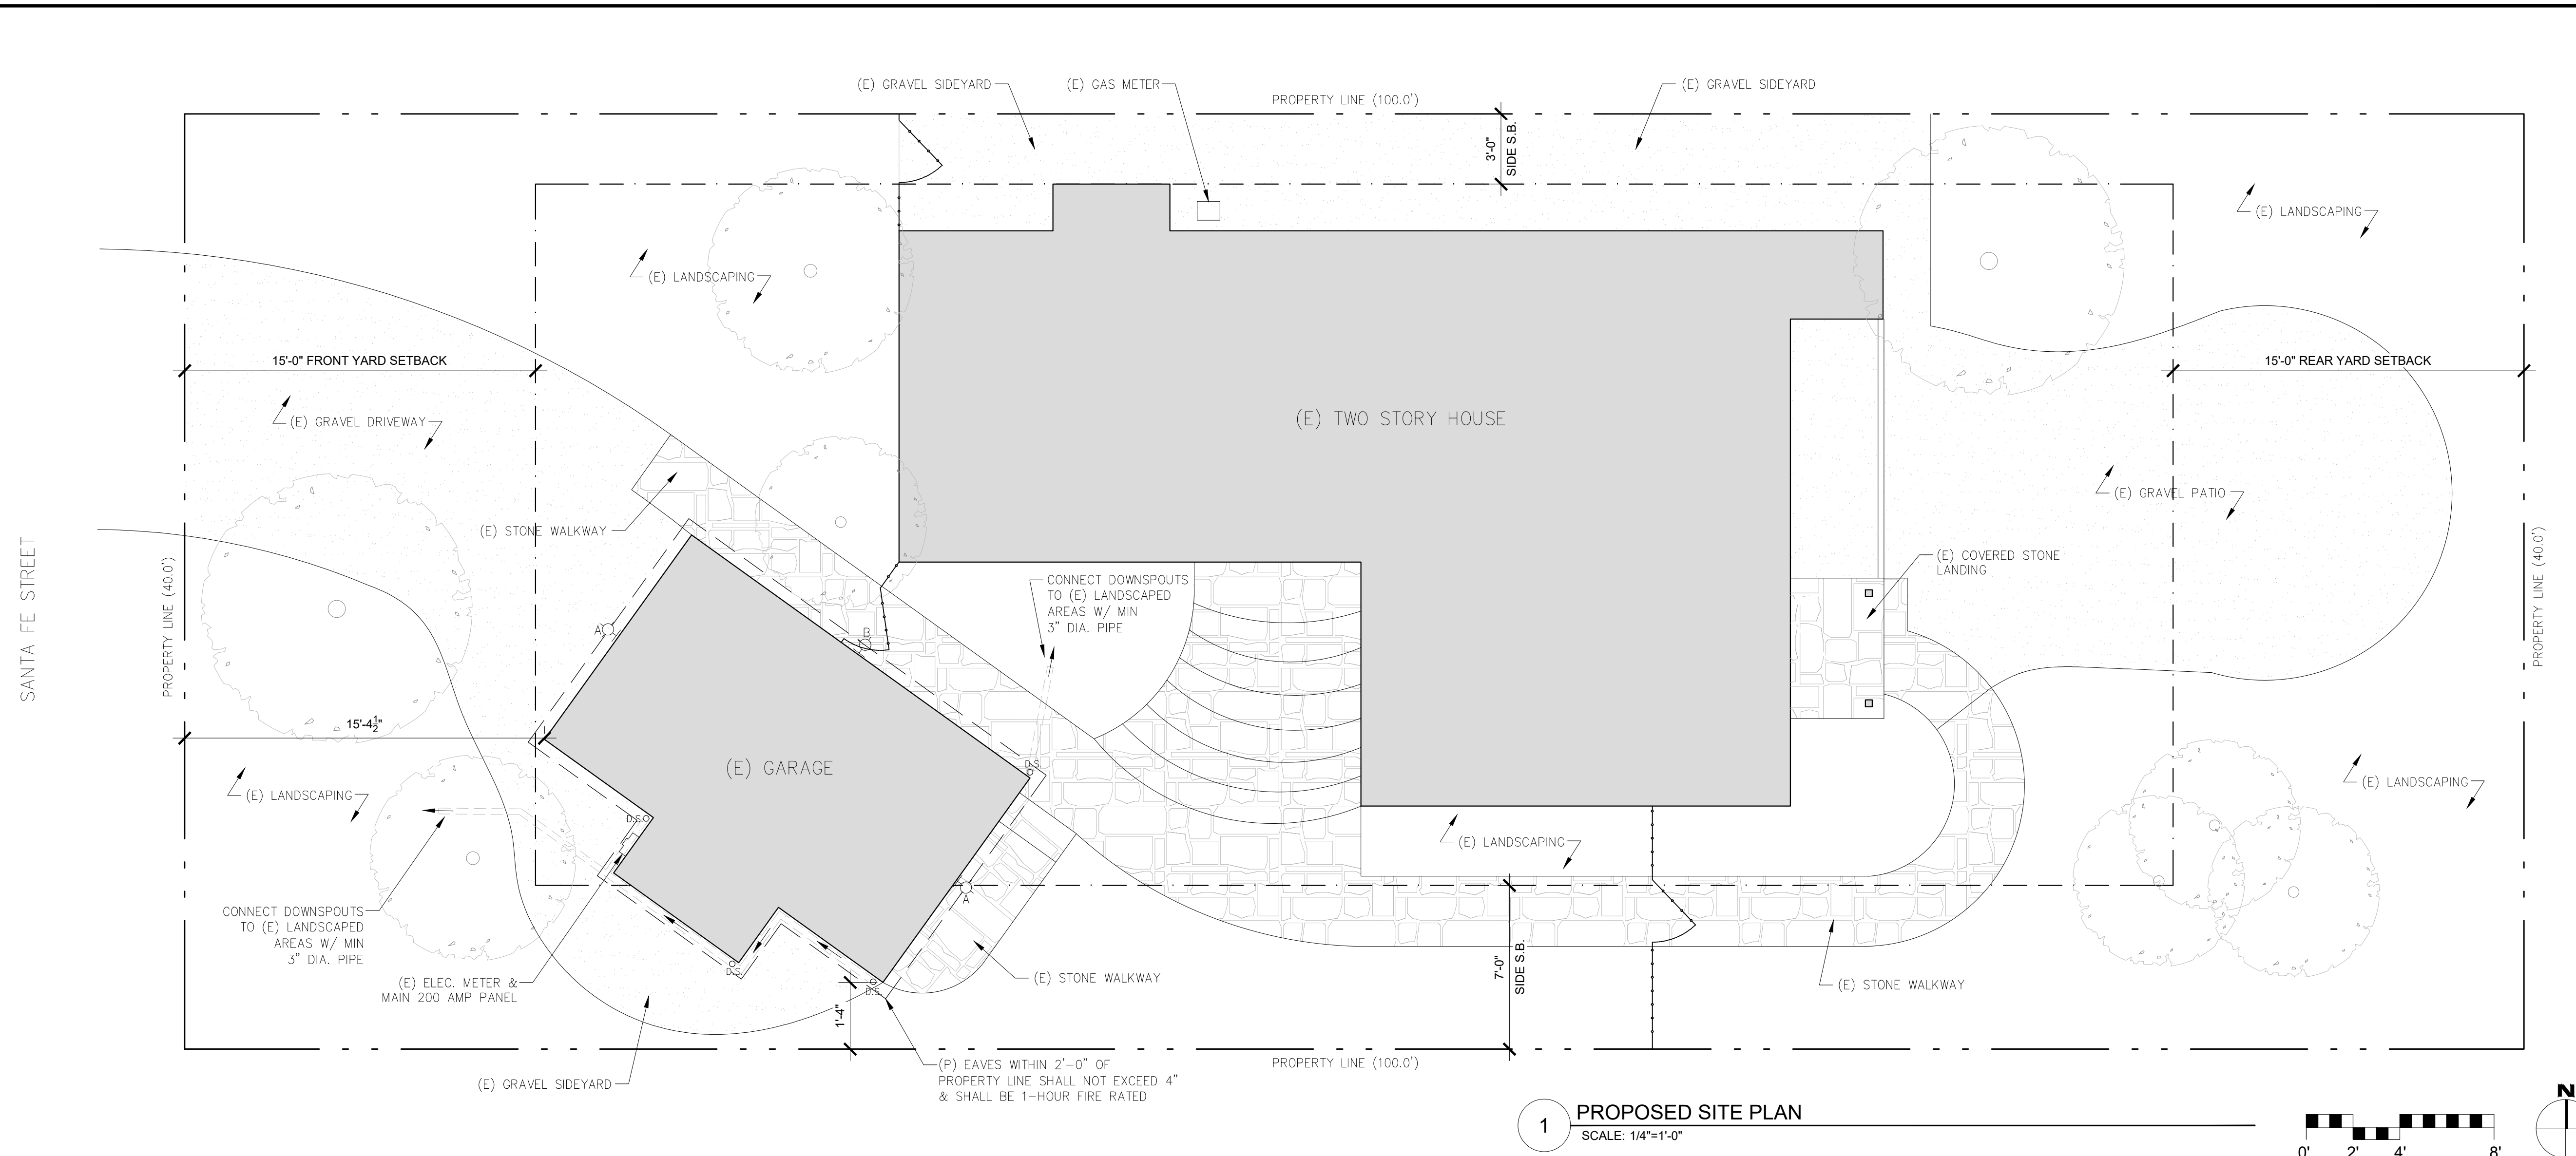 (E) GRAVEL SIDEYARD
(E) GAS METER
PROPERTY LINE (100.0')
(E) GRAVEL SIDEYARD
3'-0"
SIDE S.B.
(E) LANDSCAPING
(E) LANDSCAPING
15'-0" FRONT YARD SETBACK
15'-0" REAR YARD SETBACK
(E) GRAVEL DRIVEWAY
(E) TWO STORY HOUSE
(E) GRAVEL PATIO
(E) STONE WALKWAY
SANTA FE STREET
PROPERTY LINE (40.0')
PROPERTY LINE (40.0')
(E) COVERED STONE
LANDING
CONNECT DOWNSPOUTS
TO (E) LANDSCAPED
AREAS W/ MIN
3" DIA. PIPE
A
B
15'-4½"
(E) GARAGE
D.S.
D.S.
(E) LANDSCAPING
(E) LANDSCAPING
(E) LANDSCAPING
A
CONNECT DOWNSPOUTS
TO (E) LANDSCAPED
AREAS W/ MIN
3" DIA. PIPE
D.S.
D.S.
(E) ELEC. METER &
MAIN 200 AMP PANEL
(E) STONE WALKWAY
7'-0"
SIDE S.B.
(E) STONE WALKWAY
1'-4"
(E) GRAVEL SIDEYARD
(P) EAVES WITHIN 2'-0" OF
PROPERTY LINE SHALL NOT EXCEED 4"
& SHALL BE 1-HOUR FIRE RATED
PROPERTY LINE (100.0')
1
PROPOSED SITE PLAN
SCALE: 1/4"=1'-0"
0' 2' 4' 8'
N